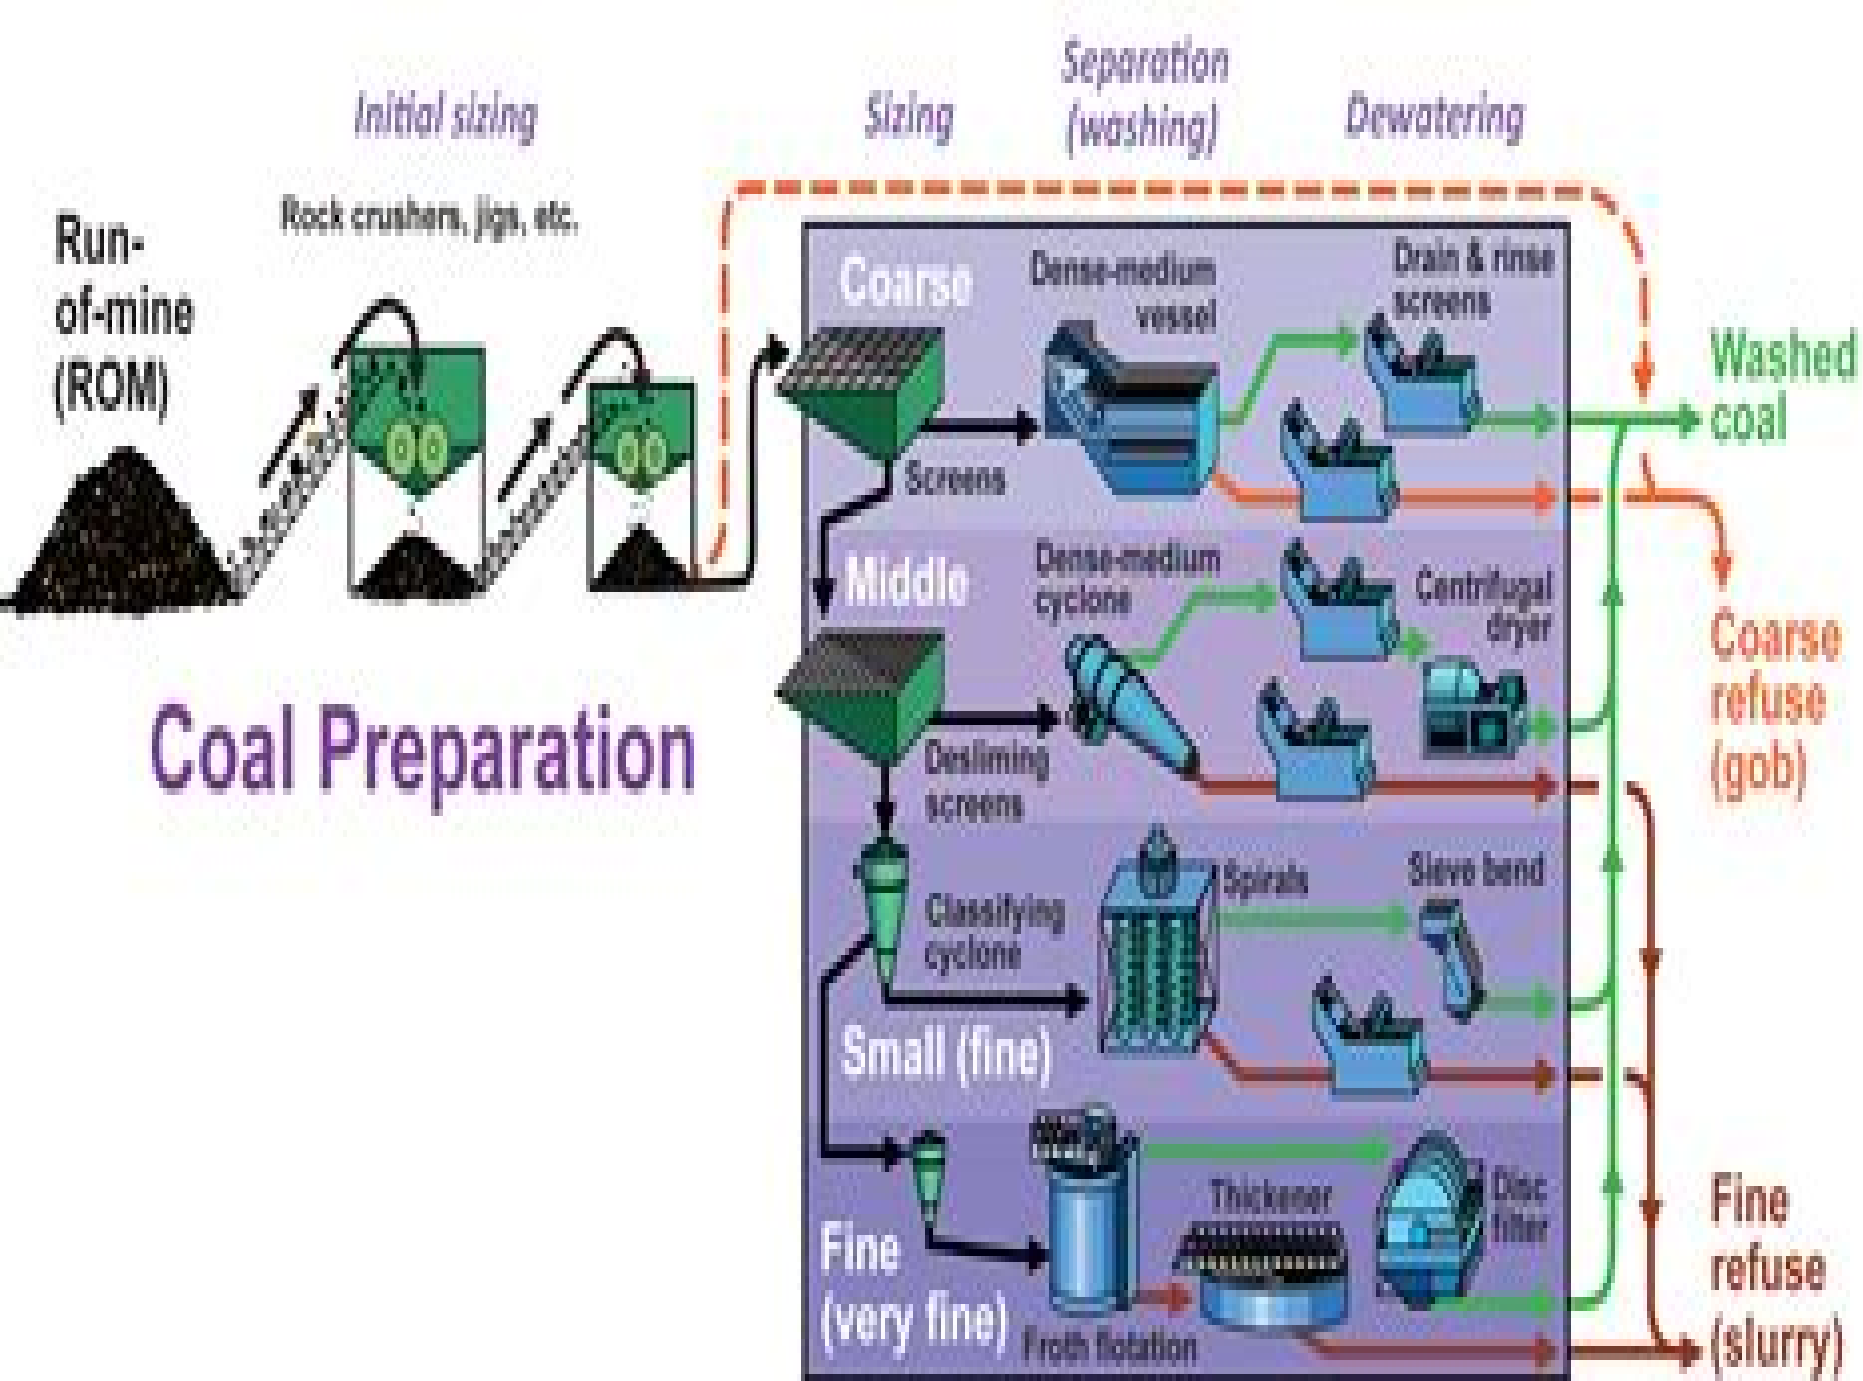 Initial sizing
Sizing
Separation
(washing)
Dewatering
Rock crushers, jigs, etc.
Run-
of-mine
(ROM)
Coal Preparation
Coarse
Dense-medium
vessel
Drain & rinse
screens
Screens
Washed
coal
Middle
Dense-medium
cyclone
Centrifugal
dryer
Desliming
screens
Coarse
refuse
(gob)
Classifying
cyclone
Spirals
Sieve bend
Small (fine)
Fine
(very fine)
Froth flotation
Thickener
Disc
filter
Fine
refuse
(slurry)